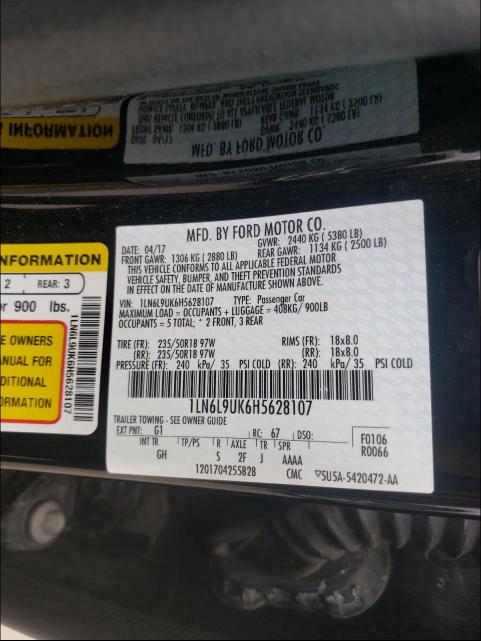 MFD. BY FORD MOTOR CO.
DATE: 04/17
GVWR: 2440 KG ( 5380 LB)
FRONT GAWR: 1306 KG ( 2880 LB)
REAR GAWR: 1134 KG ( 2500 LB)
THIS VEHICLE CONFORMS TO ALL APPLICABLE FEDERAL MOTOR
VEHICLE SAFETY, BUMPER, AND THEFT PREVENTION STANDARDS
IN EFFECT ON THE DATE OF MANUFACTURE SHOWN ABOVE.
VIN: 1LN6L9UK6H5628107 TYPE: Passenger Car
MAXIMUM LOAD = OCCUPANTS + LUGGAGE = 408KG/ 900LB
OCCUPANTS = 5 TOTAL; * 2 FRONT, 3 REAR
TIRE (FR): 235/50R18 97W RIMS (FR): 18x8.0
(RR): 235/50R18 97W (RR): 18x8.0
PRESSURE (FR): 240 kPa/ 35 PSI COLD (RR): 240 kPa/ 35 PSI COLD
1LN6L9UK6H5628107
TRAILER TOWING - SEE OWNER GUIDE
EXT PNT: G1 RC: 67 DSO:
INT TR TP/PS R AXLE TR SPR
GH S 2F J AAAA
F0106
R0066
12017042558 2B CMC 5U5A-5420472-AA
INFORMATION
2 REAR: 3
or 900 lbs.
E OWNERS
ANUAL FOR
DITIONAL
ORMATION
1LN6L9UK6H5628107